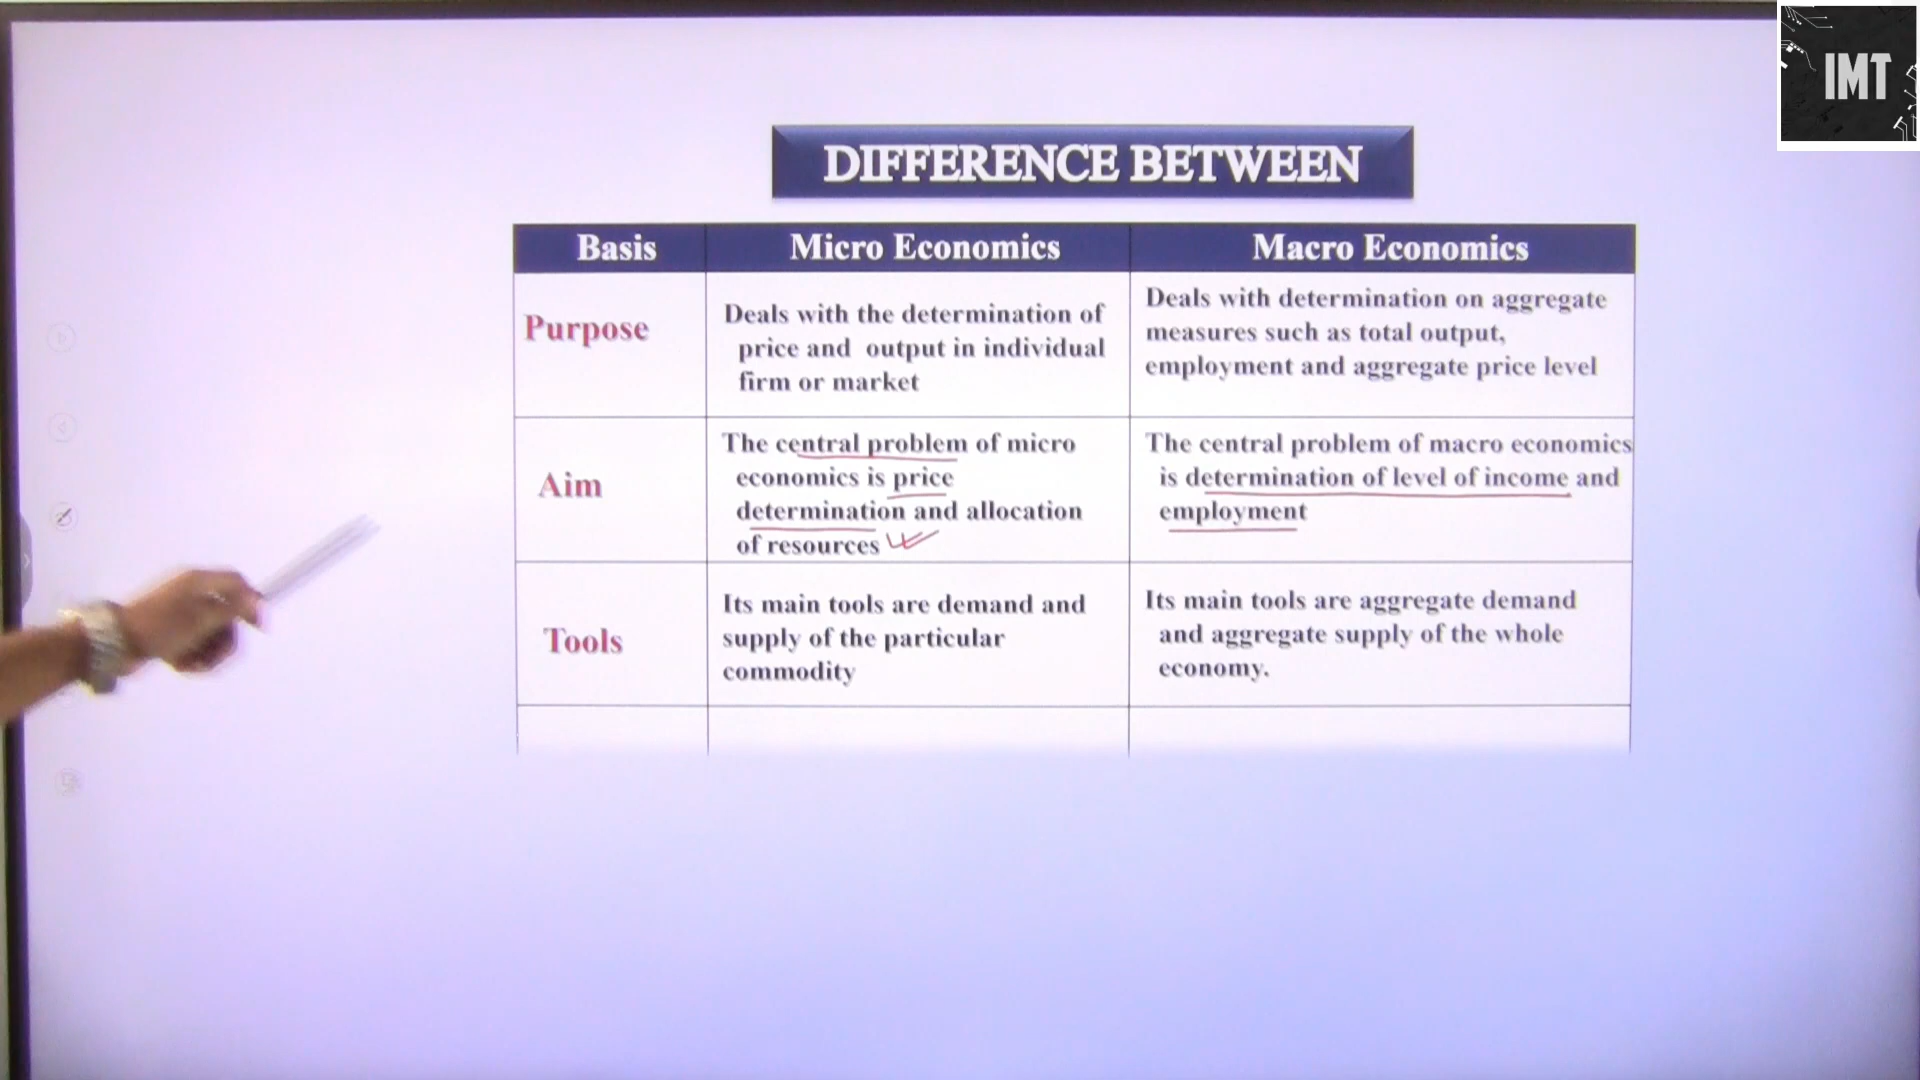 IMT
DIFFERENCE BETWEEN
Basis
Micro Economics
Macro Economics
Purpose
Deals with the determination of
price and output in individual
firm or market
Deals with determination on aggregate
measures such as total output,
employment and aggregate price level
Aim
The central problem of micro
economics is price
determination and allocation
of resources
The central problem of macro economics
is determination of level of income and
employment
Tools
Its main tools are demand and
supply of the particular
commodity
Its main tools are aggregate demand
and aggregate supply of the whole
economy.